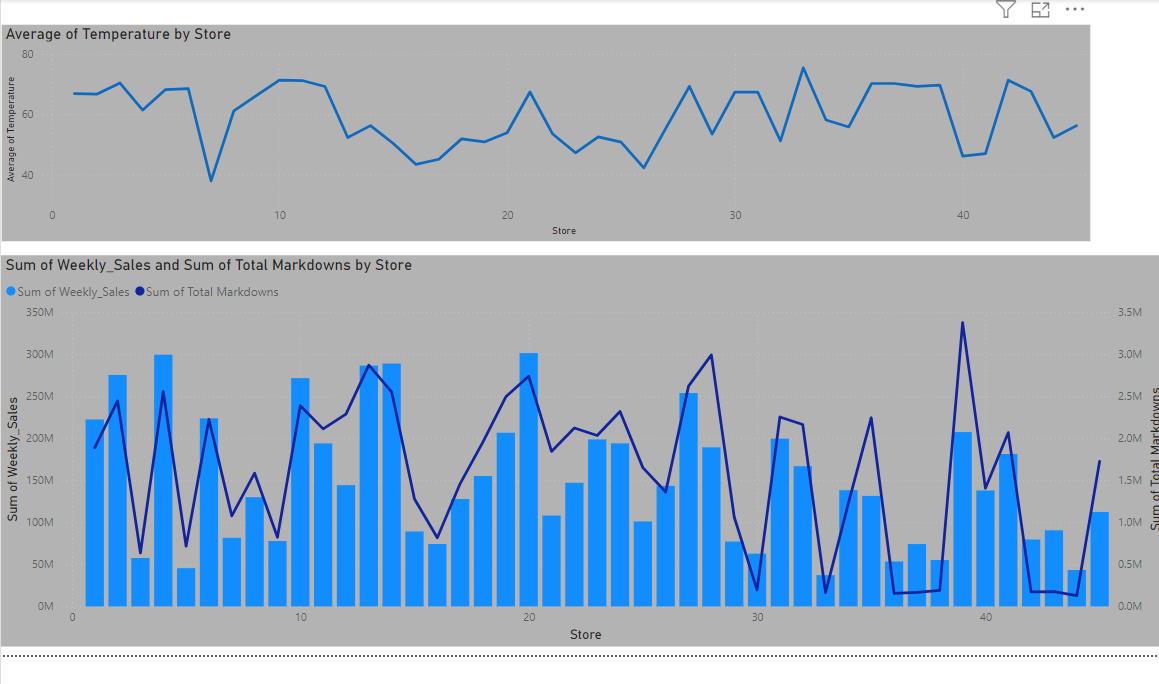 Average of Temperature by Store
Average of Temperature
80
60
40
0 10 20 30 40
Store
Sum of Weekly_Sales and Sum of Total Markdowns by Store
Sum of Weekly_Sales Sum of Total Markdowns
Sum of Weekly_Sales
350M 3.5M
300M 3.0M
250M 2.5M
200M 2.0M
150M 1.5M
100M 1.0M
50M 0.5M
0M 0.0M
Sum of Total Markdowns
0 10 20 30 40
Store